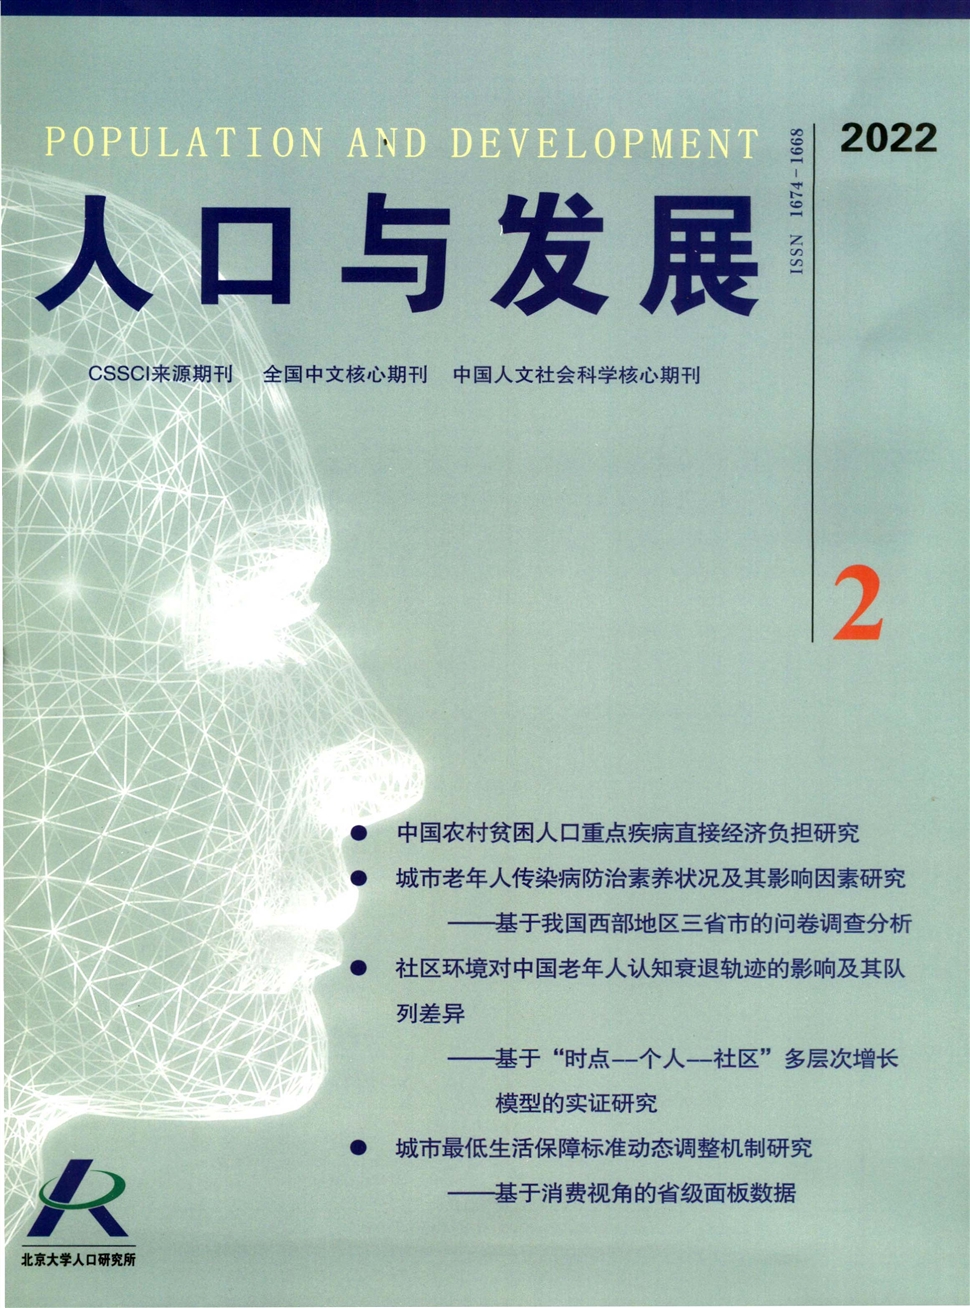 POPULATION AND DEVELOPMENT
2022
ISSN 1674-1668
人口与发展
CSSCI来源期刊 全国中文核心期刊 中国人文社会科学核心期刊
2
● 中国农村贫困人口重点疾病直接经济负担研究
● 城市老年人传染病防治素养状况及其影响因素研究
——基于我国西部地区三省市的问卷调查分析
● 社区环境对中国老年人认知衰退轨迹的影响及其队
列差异
——基于“时点--个人--社区”多层次增长
模型的实证研究
● 城市最低生活保障标准动态调整机制研究
——基于消费视角的省级面板数据
北京大学人口研究所